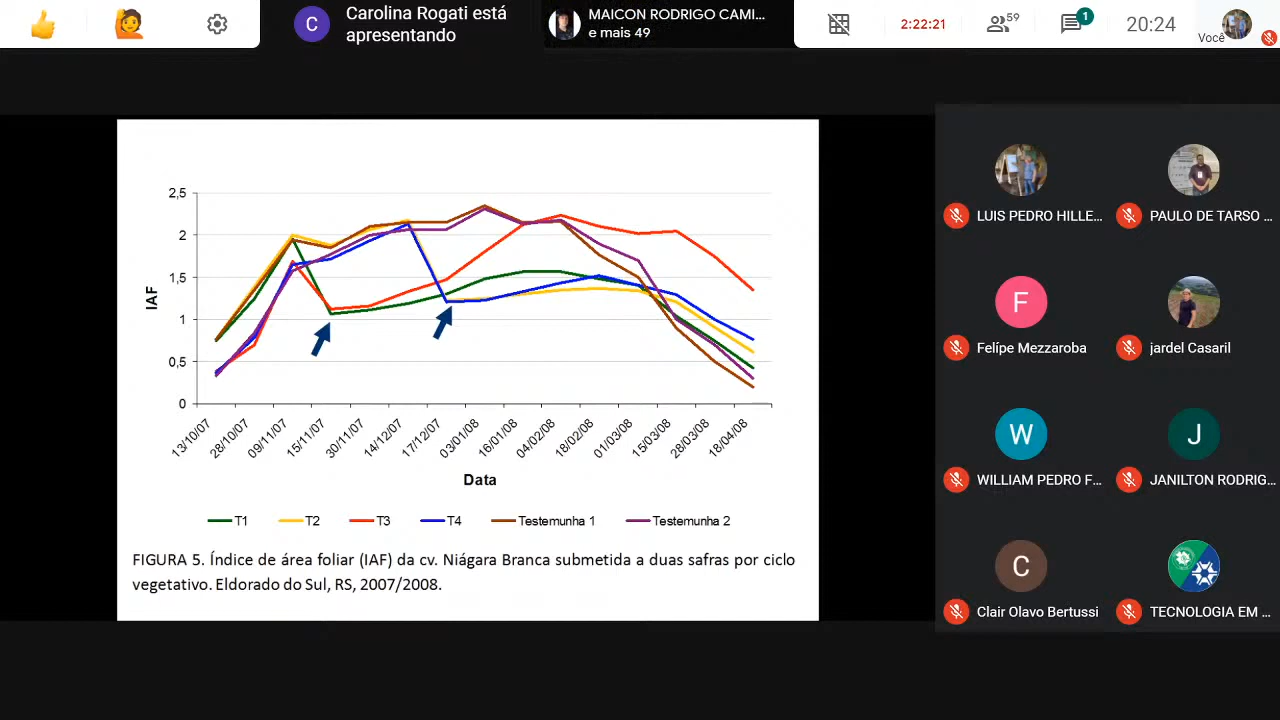 Carolina Rogati está
apresentando
MAICON RODRIGO CAMI...
e mais 49
2:22:21
59
1
20:24
Você
C
2,5
2
1,5
1
0,5
0
IAF
13/10/07
28/10/07
09/11/07
15/11/07
30/11/07
14/12/07
17/12/07
03/01/08
16/01/08
04/02/08
18/02/08
01/03/08
15/03/08
28/03/08
18/04/08
Data
T1 T2 T3 T4 Testemunha 1 Testemunha 2
FIGURA 5. Índice de área foliar (IAF) da cv. Niágara Branca submetida a duas safras por ciclo
vegetativo. Eldorado do Sul, RS, 2007/2008.
LUIS PEDRO HILLE...
PAULO DE TARSO ...
F
Felípe Mezzaroba
jardel Casaril
W
WILLIAM PEDRO F...
J
JANILTON RODRIG...
C
Clair Olavo Bertussi
TECNOLOGIA EM ...